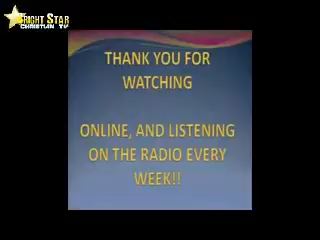 Bright Star
CHRISTIAN TV
THANK YOU FOR
WATCHING
ONLINE, AND LISTENING
ON THE RADIO EVERY
WEEK!!